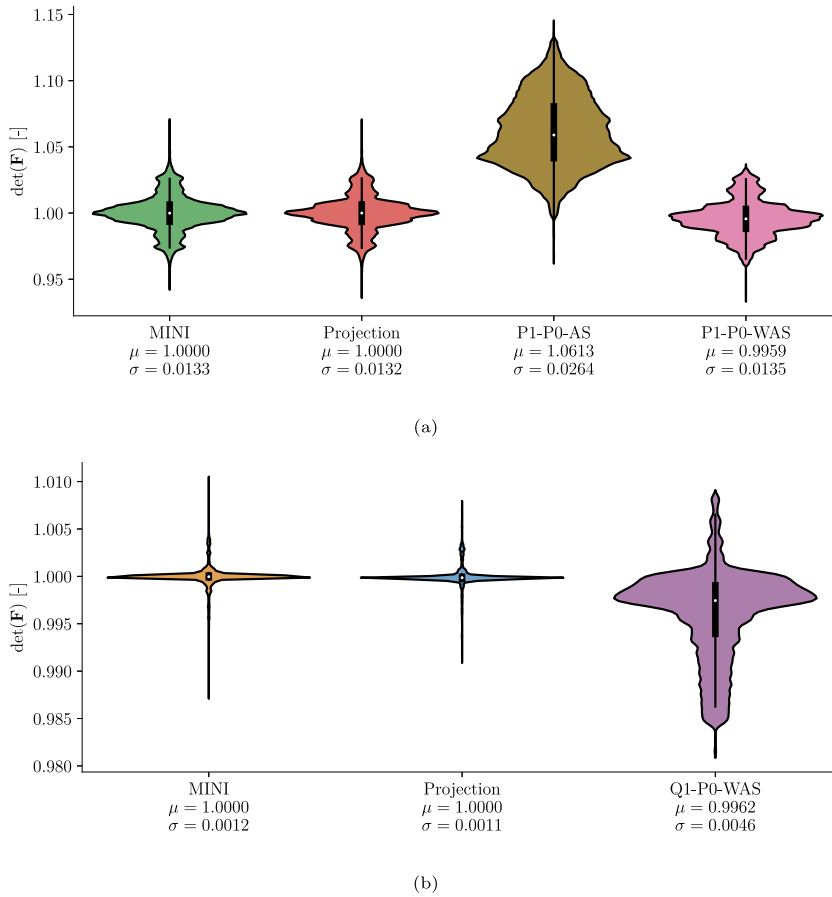 1.15
1.10
1.05
1.00
0.95
det(F) [-]
MINI Projection P1-P0-AS P1-P0-WAS
μ = 1.0000 μ = 1.0000 μ = 1.0613 μ = 0.9959
σ = 0.0133 σ = 0.0132 σ = 0.0264 σ = 0.0135
(a)
1.010
1.005
1.000
0.995
0.990
0.985
0.980
det(F) [-]
MINI Projection Q1-P0-WAS
μ = 1.0000 μ = 1.0000 μ = 0.9962
σ = 0.0012 σ = 0.0011 σ = 0.0046
(b)